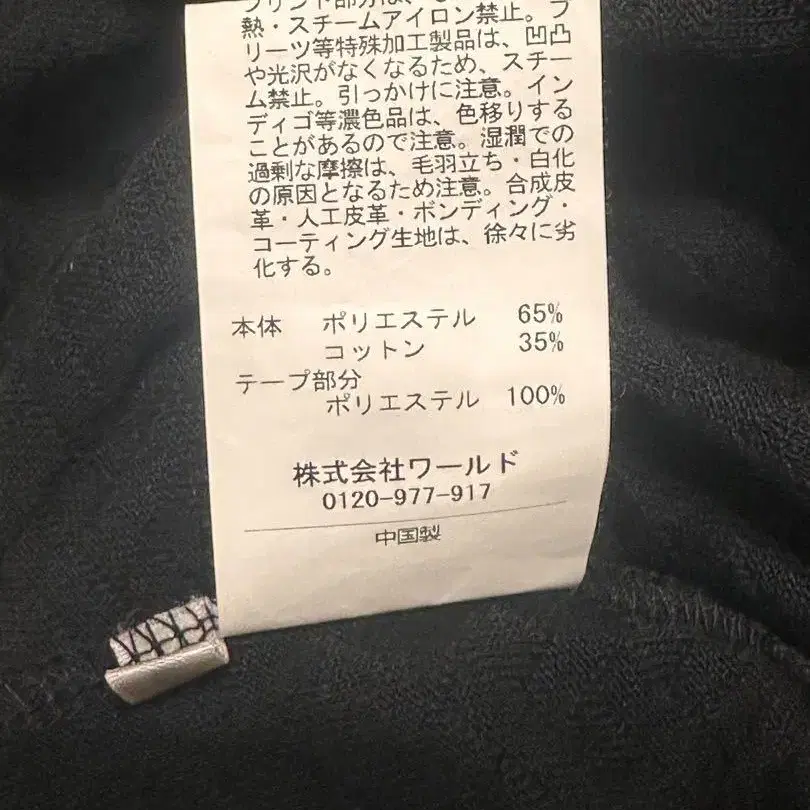 熱・スチームアイロン禁止。プ
リーツ等特殊加工製品は、凹凸
や光沢がなくなるため、スチー
ム禁止。引っかけに注意。イン
ディゴ等濃色品は、色移りする
ことがあるので注意。湿潤での
過剰な摩擦は、毛羽立ち・白化
の原因となるため注意。合成皮
革・人工皮革・ボンディング・
コーティング生地は、徐々に劣
化する。
本体 ポリエステル 65%
コットン 35%
テープ部分
ポリエステル 100%
株式会社ワールド
0120-977-917
中国製